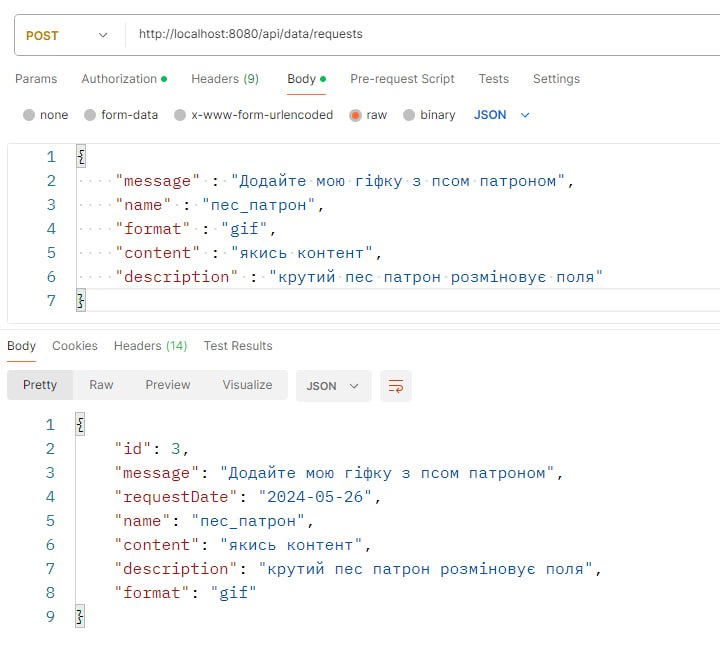 POST http://localhost:8080/api/data/requests
Params Authorization Headers (9) Body Pre-request Script Tests Settings
none form-data x-www-form-urlencoded raw binary JSON
1 {
2 "message" : "Додайте мою гіфку з псом патроном",
3 "name" : "пес_патрон",
4 "format" : "gif",
5 "content" : "якись контент",
6 "description" : "крутий пес патрон розміновує поля"
7 }
Body Cookies Headers (14) Test Results
Pretty Raw Preview Visualize JSON
1 {
2 "id": 3,
3 "message": "Додайте мою гіфку з псом патроном",
4 "requestDate": "2024-05-26",
5 "name": "пес_патрон",
6 "content": "якись контент",
7 "description": "крутий пес патрон розміновує поля",
8 "format": "gif"
9 }